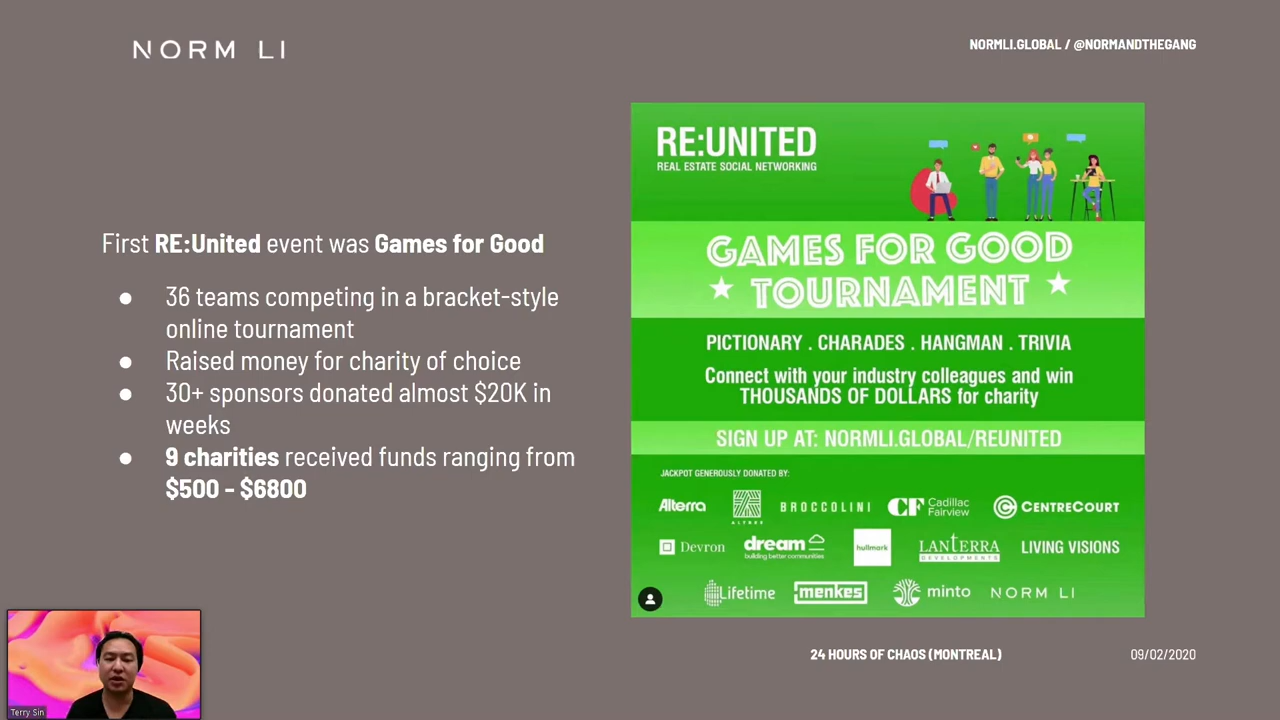 NORM LI
NORMLI.GLOBAL / @NORMANDTHEGANG
First RE:United event was Games for Good
● 36 teams competing in a bracket-style
online tournament
● Raised money for charity of choice
● 30+ sponsors donated almost $20K in
weeks
● 9 charities received funds ranging from
$500 - $6800
RE:UNITED
REAL ESTATE SOCIAL NETWORKING
GAMES FOR GOOD
TOURNAMENT
PICTIONARY . CHARADES . HANGMAN . TRIVIA
Connect with your industry colleagues and win
THOUSANDS OF DOLLARS for charity
SIGN UP AT: NORMLI.GLOBAL/REUNITED
JACKPOT GENEROUSLY DONATED BY:
Alterra ALTREE BROCCOLINI CF Cadillac Fairview CENTRECOURT
Devron dream building better communities hullmark LANTERRA DEVELOPMENTS LIVING VISIONS
Lifetime menkes minto NORM LI
24 HOURS OF CHAOS (MONTREAL)
09/02/2020
Terry Sin